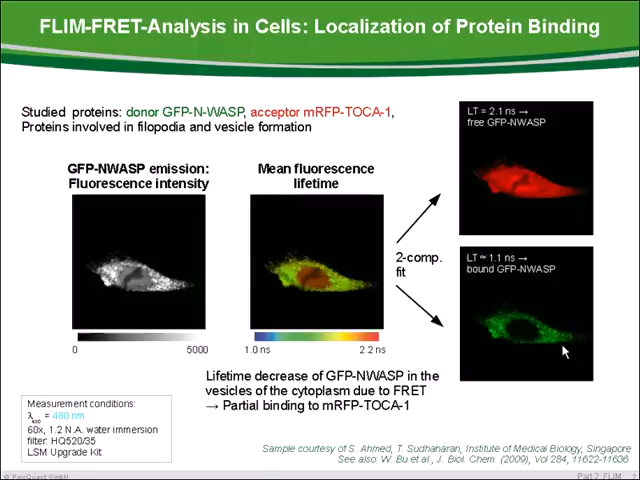 FLIM-FRET-Analysis in Cells: Localization of Protein Binding
Studied proteins: donor GFP-N-WASP, acceptor mRFP-TOCA-1,
Proteins involved in filopodia and vesicle formation
GFP-NWASP emission:
Fluorescence intensity
Mean fluorescence
lifetime
LT = 2.1 ns →
free GFP-NWASP
2-comp.
fit
LT ≈ 1.1 ns →
bound GFP-NWASP
0 5000
1.0 ns 2.2 ns
Lifetime decrease of GFP-NWASP in the
vesicles of the cytoplasm due to FRET
→ Partial binding to mRFP-TOCA-1
Measurement conditions:
λexc = 480 nm
60x, 1.2 N.A. water immersion
filter: HQ520/35
LSM Upgrade Kit
Sample courtesy of S. Ahmed, T. Sudhaharan, Institute of Medical Biology, Singapore
See also: W. Bu et al., J. Biol. Chem. (2009), Vol 284, 11622-11636
© PicoQuant GmbH
Part 2: FLIM 7